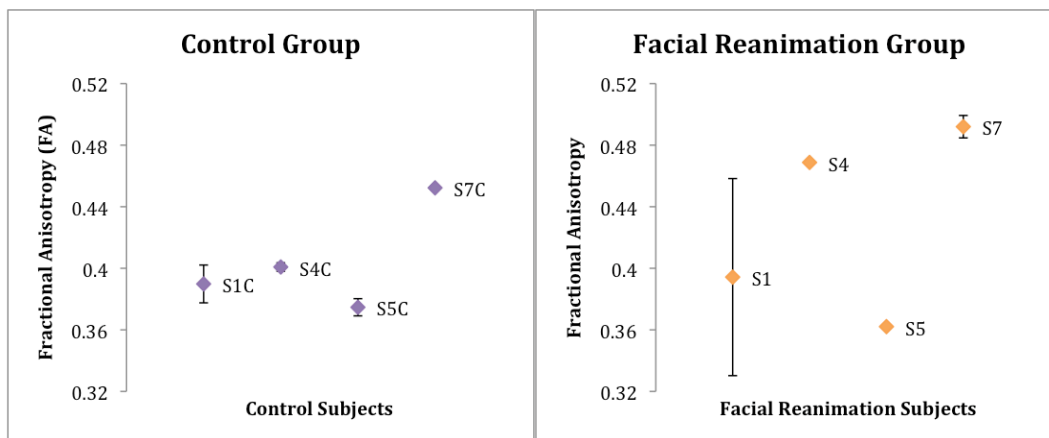 Control Group
Fractional Anisotropy (FA)
0.52
0.48
0.44
0.4
0.36
0.32
S1C
S4C
S5C
S7C
Control Subjects
Facial Reanimation Group
Fractional Anisotropy
0.52
0.48
0.44
0.4
0.36
0.32
S1
S4
S5
S7
Facial Reanimation Subjects